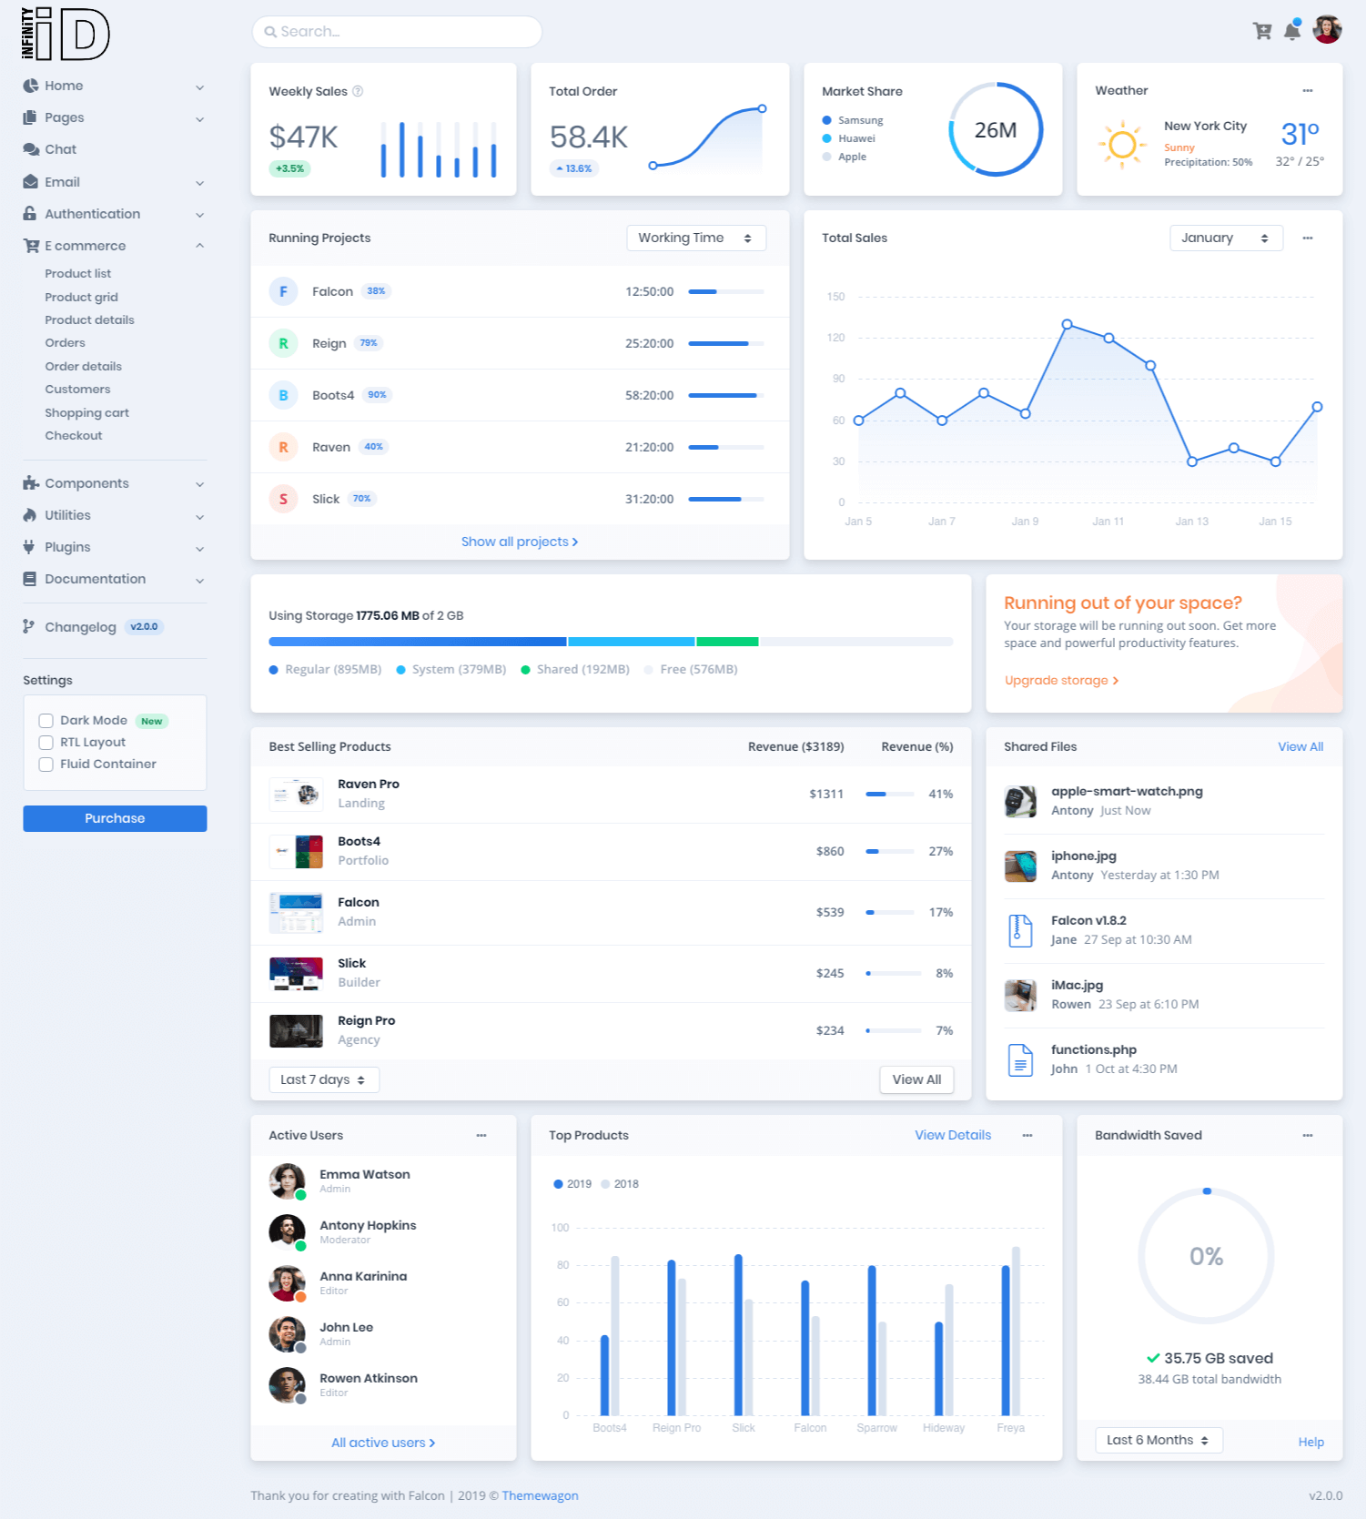 iNFiNiTY iD
Search...
Home
Pages
Chat
Email
Authentication
E commerce
Product list
Product grid
Product details
Orders
Order details
Customers
Shopping cart
Checkout
Components
Utilities
Plugins
Documentation
Changelog v2.0.0
Settings
Dark Mode New
RTL Layout
Fluid Container
Purchase
Weekly Sales ?
$47K
+3.5%
Total Order
58.4K
13.6%
Market Share
Samsung
Huawei
Apple
26M
Weather
New York City
Sunny
Precipitation: 50%
31°
32° / 25°
Running Projects
Working Time
F Falcon 38% 12:50:00
R Reign 79% 25:20:00
B Boots4 90% 58:20:00
R Raven 40% 21:20:00
S Slick 70% 31:20:00
Show all projects
Total Sales
January
150
120
90
60
30
0
Jan 5 Jan 7 Jan 9 Jan 11 Jan 13 Jan 15
Using Storage 1775.06 MB of 2 GB
Regular (895MB) System (379MB) Shared (192MB) Free (576MB)
Running out of your space?
Your storage will be running out soon. Get more
space and powerful productivity features.
Upgrade storage
Best Selling Products Revenue ($3189) Revenue (%)
Raven Pro
Landing
$1311 41%
Boots4
Portfolio
$860 27%
Falcon
Admin
$539 17%
Slick
Builder
$245 8%
Reign Pro
Agency
$234 7%
Last 7 days
View All
Shared Files View All
apple-smart-watch.png
Antony Just Now
iphone.jpg
Antony Yesterday at 1:30 PM
Falcon v1.8.2
Jane 27 Sep at 10:30 AM
iMac.jpg
Rowen 23 Sep at 6:10 PM
functions.php
John 1 Oct at 4:30 PM
Active Users
Emma Watson
Admin
Antony Hopkins
Moderator
Anna Karinina
Editor
John Lee
Admin
Rowen Atkinson
Editor
All active users
Top Products View Details
2019 2018
100
80
60
40
20
0
Boots4 Reign Pro Slick Falcon Sparrow Hideway Freya
Bandwidth Saved
0%
35.75 GB saved
38.44 GB total bandwidth
Last 6 Months
Help
Thank you for creating with Falcon | 2019 © Themewagon
v2.0.0